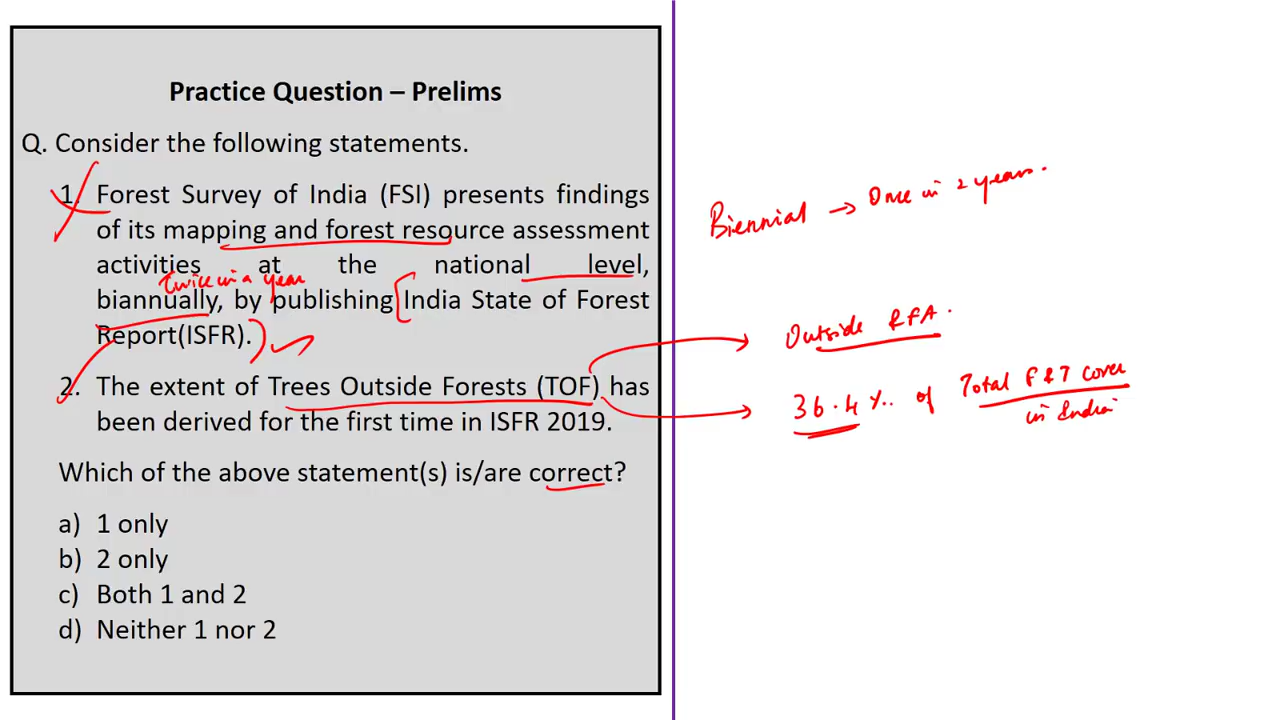 Practice Question – Prelims
Q. Consider the following statements.
1. Forest Survey of India (FSI) presents findings
of its mapping and forest resource assessment
activities at the national level,
twice in a year
biannually, by publishing India State of Forest
Report(ISFR).
2. The extent of Trees Outside Forests (TOF) has
been derived for the first time in ISFR 2019.
Which of the above statement(s) is/are correct?
a) 1 only
b) 2 only
c) Both 1 and 2
d) Neither 1 nor 2
Biennial → Once in 2 years.
Outside RFA.
36.4 %. of Total F & T cover
in India